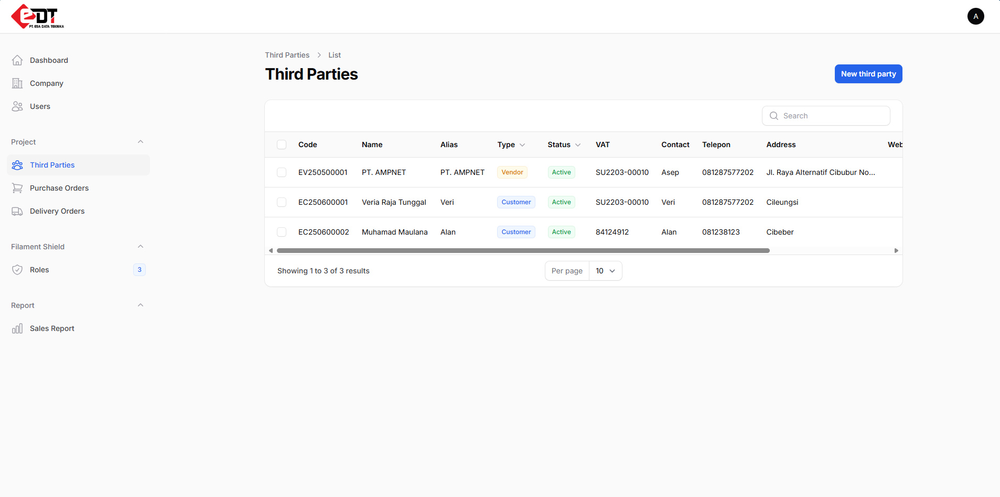 eDT
PT. ESA DATA TEKNIKA
A
Dashboard
Company
Users
Project
Third Parties
Purchase Orders
Delivery Orders
Filament Shield
Roles 3
Report
Sales Report
Third Parties > List
Third Parties
New third party
Search
Code Name Alias Type Status VAT Contact Telepon Address Web
EV250500001 PT. AMPNET PT. AMPNET Vendor Active SU2203-00010 Asep 081287577202 Jl. Raya Alternatif Cibubur No...
EC250600001 Veria Raja Tunggal Veri Customer Active SU2203-00010 Veri 081287577202 Cileungsi
EC250600002 Muhamad Maulana Alan Customer Active 84124912 Alan 081238123 Cibeber
Showing 1 to 3 of 3 results
Per page 10